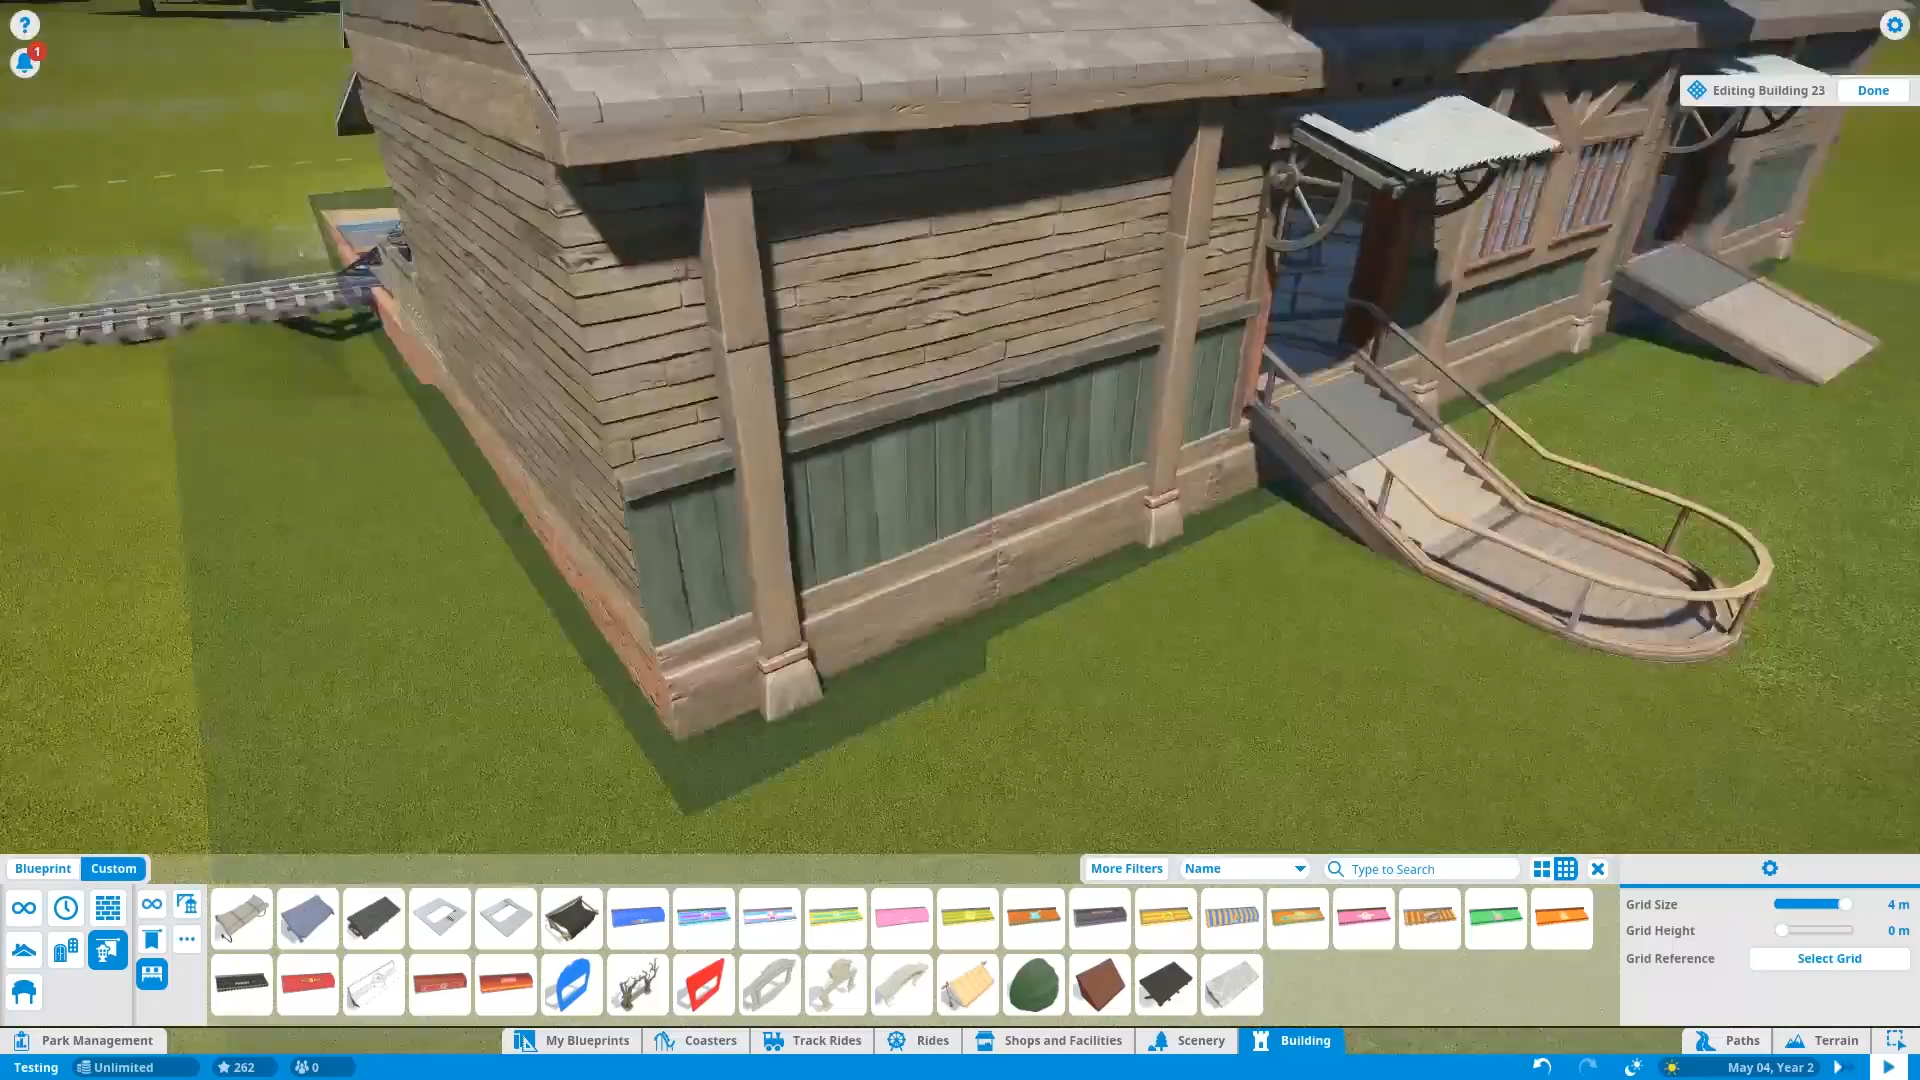 ?
1
Editing Building 23
Done
Blueprint
Custom
More Filters
Name
Type to Search
Grid Size
4 m
Grid Height
0 m
Grid Reference
Select Grid
Park Management
My Blueprints
Coasters
Track Rides
Rides
Shops and Facilities
Scenery
Building
Paths
Terrain
Testing
Unlimited
262
0
May 04, Year 2